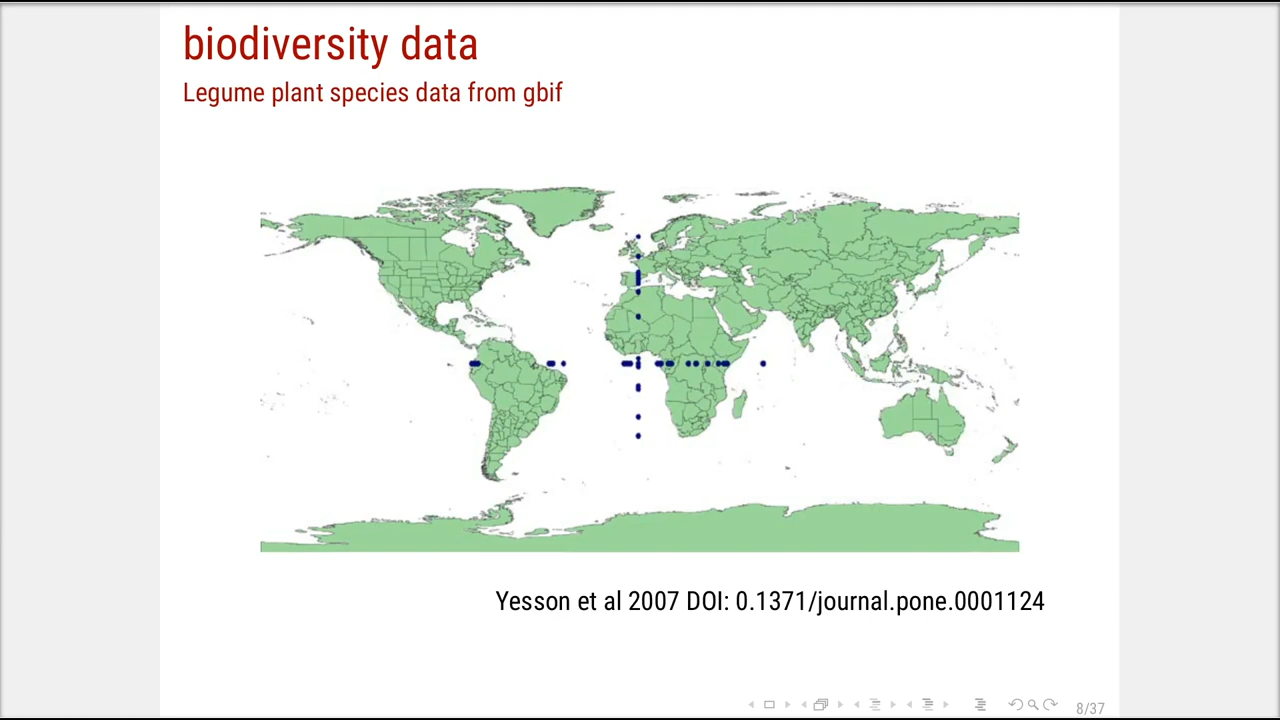 biodiversity data
Legume plant species data from gbif
Yesson et al 2007 DOI: 0.1371/journal.pone.0001124
8/37